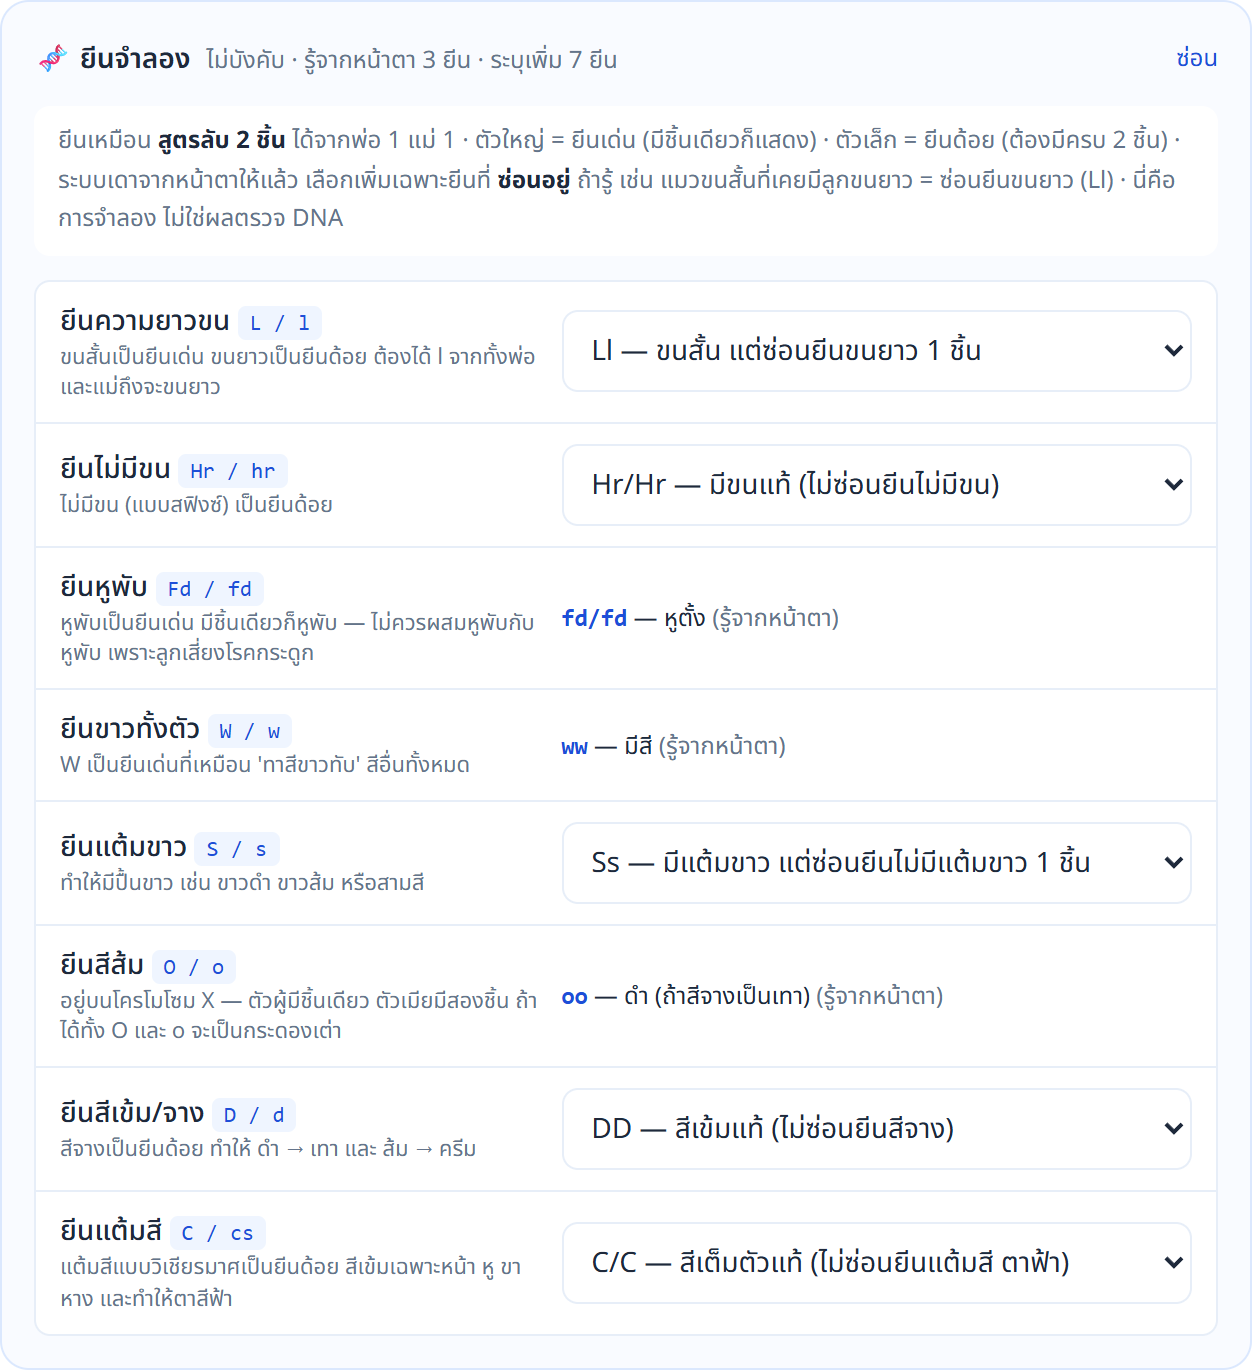 ยีนจำลอง ไม่บังคับ · รู้จากหน้าตา 3 ยีน · ระบุเพิ่ม 7 ยีน
ซ่อน
ยีนเหมือน สูตรลับ 2 ชิ้น ได้จากพ่อ 1 แม่ 1 · ตัวใหญ่ = ยีนเด่น (มีชิ้นเดียวก็แสดง) · ตัวเล็ก = ยีนด้อย (ต้องมีครบ 2 ชิ้น) ·
ระบบเดาจากหน้าตาให้แล้ว เลือกเพิ่มเฉพาะยีนที่ ซ่อนอยู่ ถ้ารู้ เช่น แมวขนสั้นที่เคยมีลูกขนยาว = ซ่อนยีนขนยาว (Ll) · นี่คือ
การจำลอง ไม่ใช่ผลตรวจ DNA
ยีนความยาวขน L / l
ขนสั้นเป็นยีนเด่น ขนยาวเป็นยีนด้อย ต้องได้ l จากทั้งพ่อ
และแม่ถึงจะขนยาว
Ll — ขนสั้น แต่ซ่อนยีนขนยาว 1 ชิ้น
ยีนไม่มีขน Hr / hr
ไม่มีขน (แบบสฟิงซ์) เป็นยีนด้อย
Hr/Hr — มีขนแท้ (ไม่ซ่อนยีนไม่มีขน)
ยีนหูพับ Fd / fd
หูพับเป็นยีนเด่น มีชิ้นเดียวก็หูพับ — ไม่ควรผสมหูพับกับ
หูพับ เพราะลูกเสี่ยงโรคกระดูก
fd/fd — หูตั้ง (รู้จากหน้าตา)
ยีนขาวทั้งตัว W / w
W เป็นยีนเด่นที่เหมือน 'ทาสีขาวทับ' สีอื่นทั้งหมด
ww — มีสี (รู้จากหน้าตา)
ยีนแต้มขาว S / s
ทำให้มีปื้นขาว เช่น ขาวดำ ขาวส้ม หรือสามสี
Ss — มีแต้มขาว แต่ซ่อนยีนไม่มีแต้มขาว 1 ชิ้น
ยีนสีส้ม O / o
อยู่บนโครโมโซม X — ตัวผู้มีชิ้นเดียว ตัวเมียมีสองชิ้น ถ้า
ได้ทั้ง O และ o จะเป็นกระดองเต่า
oo — ดำ (ถ้าสีจางเป็นเทา) (รู้จากหน้าตา)
ยีนสีเข้ม/จาง D / d
สีจางเป็นยีนด้อย ทำให้ ดำ → เทา และ ส้ม → ครีม
DD — สีเข้มแท้ (ไม่ซ่อนยีนสีจาง)
ยีนแต้มสี C / cs
แต้มสีแบบวิเชียรมาศเป็นยีนด้อย สีเข้มเฉพาะหน้า หู ขา
หาง และทำให้ตาสีฟ้า
C/C — สีเต็มตัวแท้ (ไม่ซ่อนยีนแต้มสี ตาฟ้า)